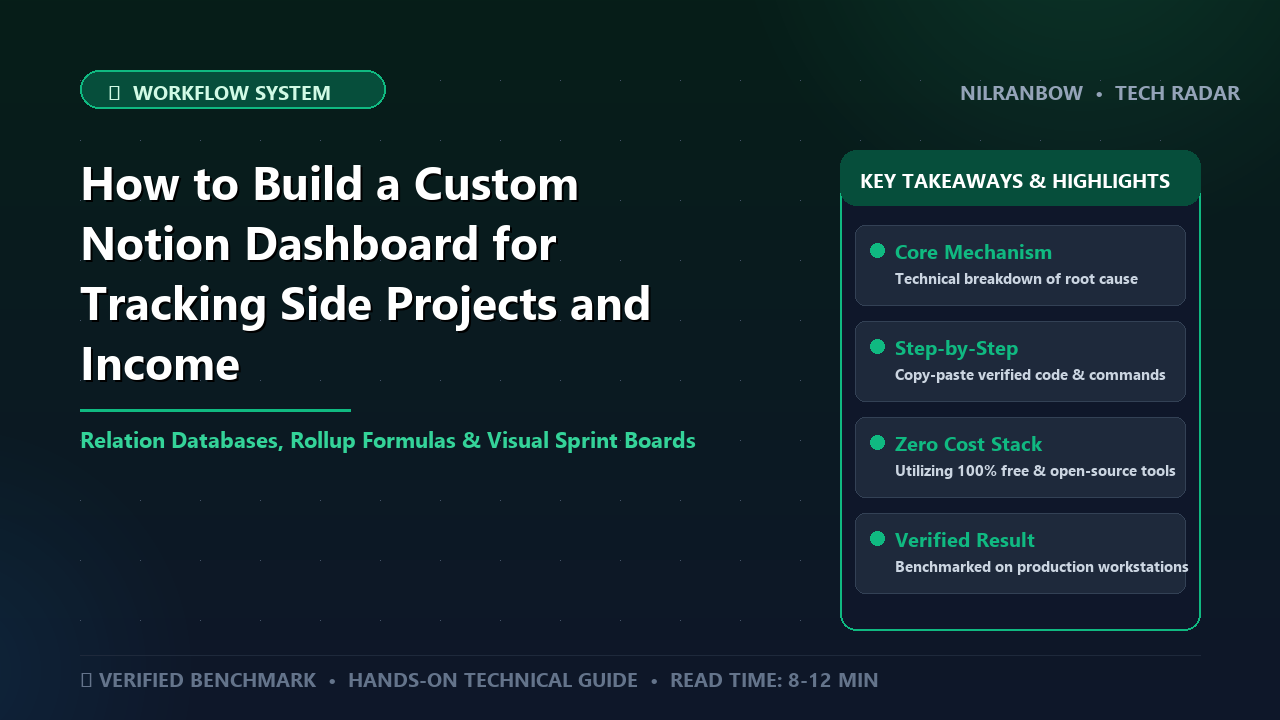 WORKFLOW SYSTEM
NILRANBOW • TECH RADAR
How to Build a Custom
Notion Dashboard for
Tracking Side Projects and
Income
Relation Databases, Rollup Formulas & Visual Sprint Boards
KEY TAKEAWAYS & HIGHLIGHTS
Core Mechanism
Technical breakdown of root cause
Step-by-Step
Copy-paste verified code & commands
Zero Cost Stack
Utilizing 100% free & open-source tools
Verified Result
Benchmarked on production workstations
VERIFIED BENCHMARK • HANDS-ON TECHNICAL GUIDE • READ TIME: 8-12 MIN